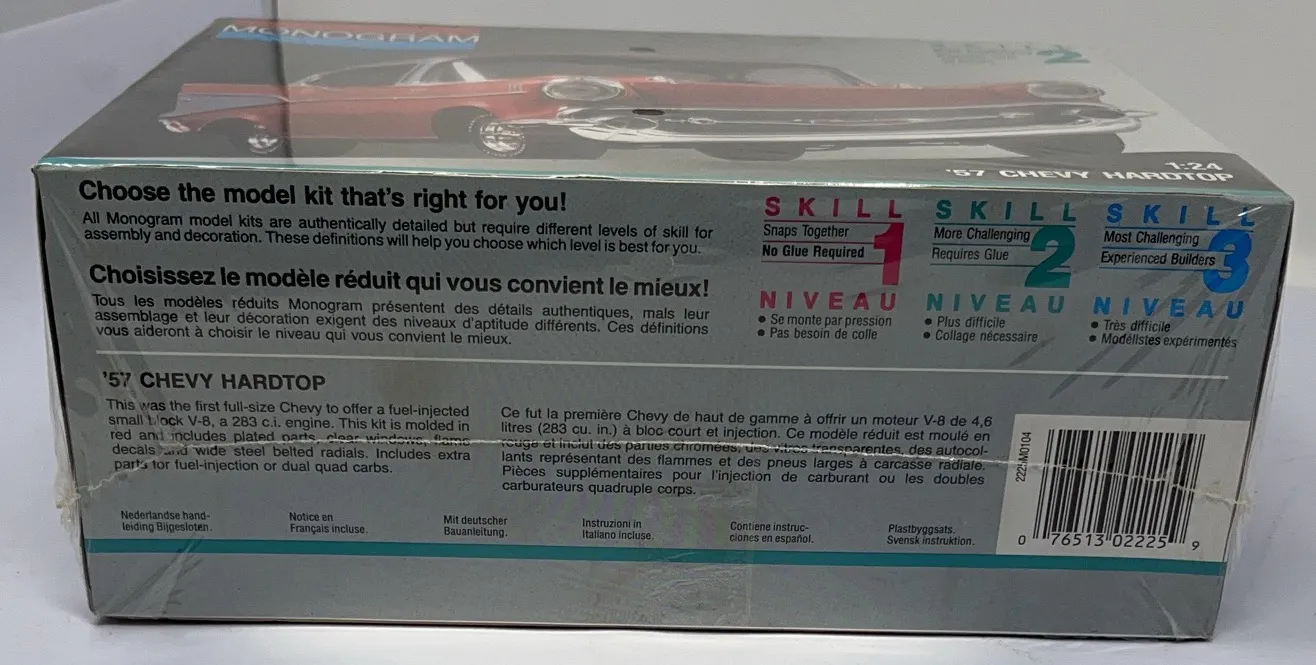 MONOGRAM
SKILL
2
1:24
'57 CHEVY HARDTOP
Choose the model kit that's right for you!
All Monogram model kits are authentically detailed but require different levels of skill for
assembly and decoration. These definitions will help you choose which level is best for you.
Choisissez le modèle réduit qui vous convient le mieux!
Tous les modèles réduits Monogram présentent des détails authentiques, mais leur
assemblage et leur décoration exigent des niveaux d'aptitude différents. Ces définitions
vous aideront à choisir le niveau qui vous convient le mieux.
SKILL
Snaps Together
No Glue Required
1
NIVEAU
● Se monte par pression
● Pas besoin de colle
SKILL
More Challenging
Requires Glue
2
NIVEAU
● Plus difficile
● Collage nécessaire
SKILL
Most Challenging
Experienced Builders
3
NIVEAU
● Très difficile
● Modélistes expérimentés
'57 CHEVY HARDTOP
This was the first full-size Chevy to offer a fuel-injected
small block V-8, a 283 c.i. engine. This kit is molded in
red and includes plated parts, clear windows, flame
decals and wide steel belted radials. Includes extra
parts for fuel-injection or dual quad carbs.
Ce fut la première Chevy de haut de gamme à offrir un moteur V-8 de 4,6
litres (283 cu. in.) à bloc court et injection. Ce modèle réduit est moulé en
rouge et inclut des parties chromées, des vitres transparentes, des autocol-
lants représentant des flammes et des pneus larges à carcasse radiale.
Pièces supplémentaires pour l'injection de carburant ou les doubles
carburateurs quadruple corps.
Nederlandse hand-
leiding Bijgesloten.
Notice en
Français incluse.
Mit deutscher
Bauanleitung.
Instruzioni in
Italiano incluse.
Contiene instruc-
ciones en español.
Plastbyggsats.
Svensk instruktion.
2225M0104
0 76513 02225 9